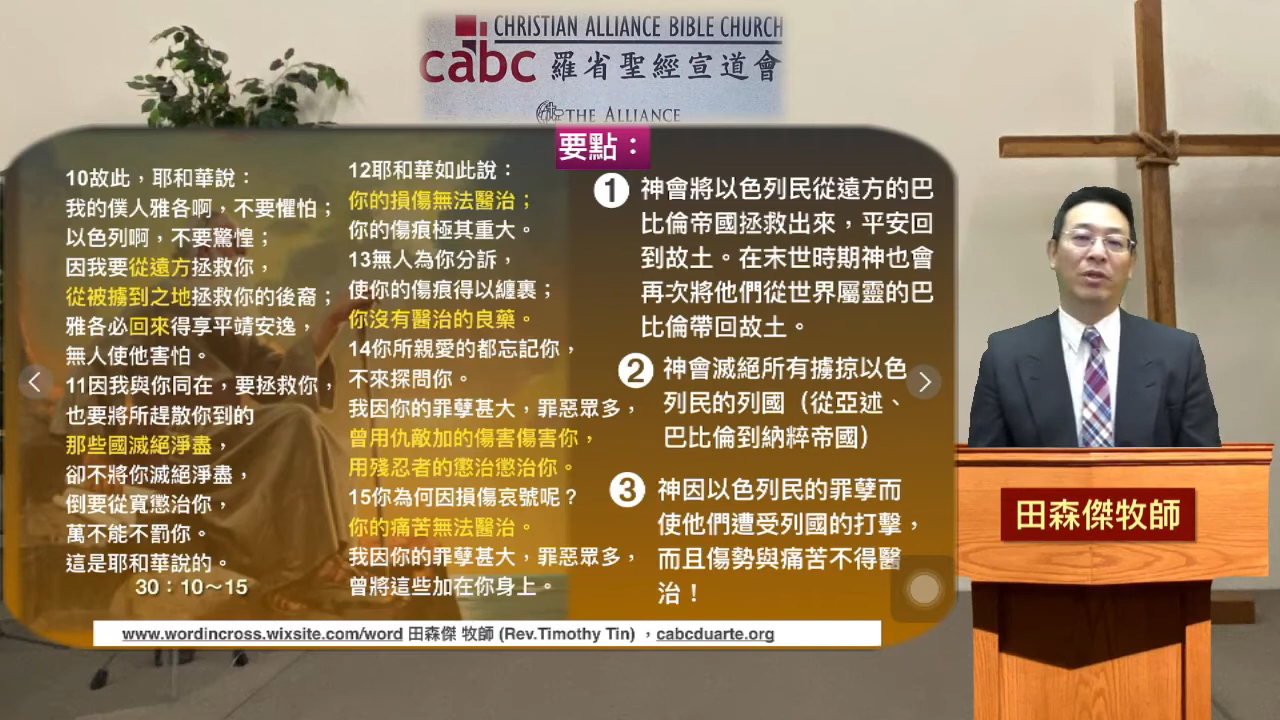 CHRISTIAN ALLIANCE BIBLE CHURCH
cabc 羅省聖經宣道會
THE ALLIANCE
10故此，耶和華說：
我的僕人雅各啊，不要懼怕；
以色列啊，不要驚惶；
因我要從遠方拯救你，
從被擄到之地拯救你的後裔；
雅各必回來得享平靖安逸，
無人使他害怕。
11因我與你同在，要拯救你，
也要將所趕散你到的
那些國滅絕淨盡，
卻不將你滅絕淨盡，
倒要從寬懲治你，
萬不能不罰你。
這是耶和華說的。
30：10～15
12耶和華如此說：
你的損傷無法醫治；
你的傷痕極其重大。
13無人為你分訴，
使你的傷痕得以纏裹；
你沒有醫治的良藥。
14你所親愛的都忘記你，
不來探問你。
我因你的罪孽甚大，罪惡眾多，
曾用仇敵加的傷害傷害你，
用殘忍者的懲治懲治你。
15你為何因損傷哀號呢？
你的痛苦無法醫治。
我因你的罪孽甚大，罪惡眾多，
曾將這些加在你身上。
要點：
1 神會將以色列民從遠方的巴
比倫帝國拯救出來，平安回
到故土。在末世時期神也會
再次將他們從世界屬靈的巴
比倫帶回故土。
2 神會滅絕所有擄掠以色
列民的列國（從亞述、
巴比倫到納粹帝國）
3 神因以色列民的罪孽而
使他們遭受列國的打擊，
而且傷勢與痛苦不得醫
治！
田森傑牧師
www.wordincross.wixsite.com/word 田森傑 牧師 (Rev.Timothy Tin) ，cabcduarte.org